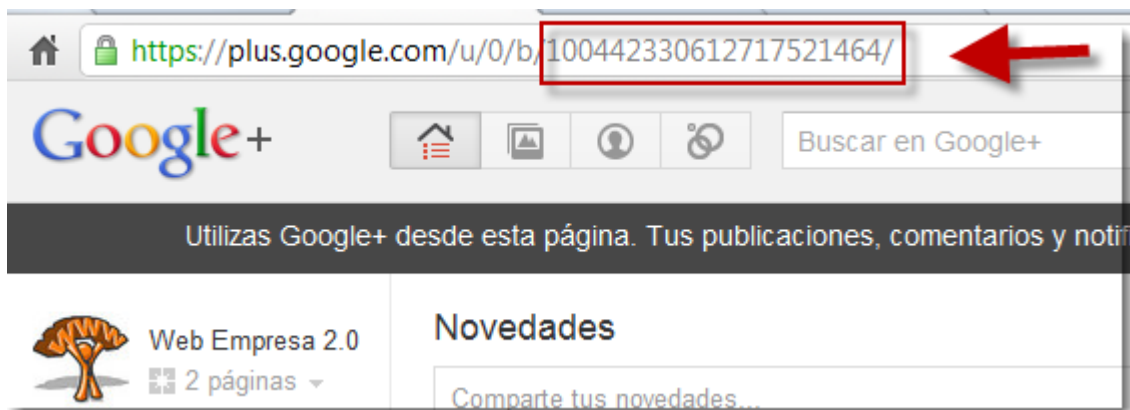 https://plus.google.com/u/0/b/100442330612717521464/
Google+
Buscar en Google+
Utilizas Google+ desde esta página. Tus publicaciones, comentarios y notif
Web Empresa 2.0
2 páginas
Novedades
Comparte tus novedades...